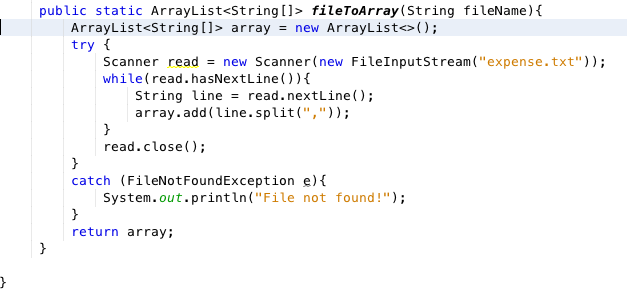 public static ArrayList<String[]> fileToArray(String fileName){
ArrayList<String[]> array = new ArrayList<>();
try {
Scanner read = new Scanner(new FileInputStream("expense.txt"));
while(read.hasNextLine()){
String line = read.nextLine();
array.add(line.split(","));
}
read.close();
}
catch (FileNotFoundException e){
System.out.println("File not found!");
}
return array;
}
}